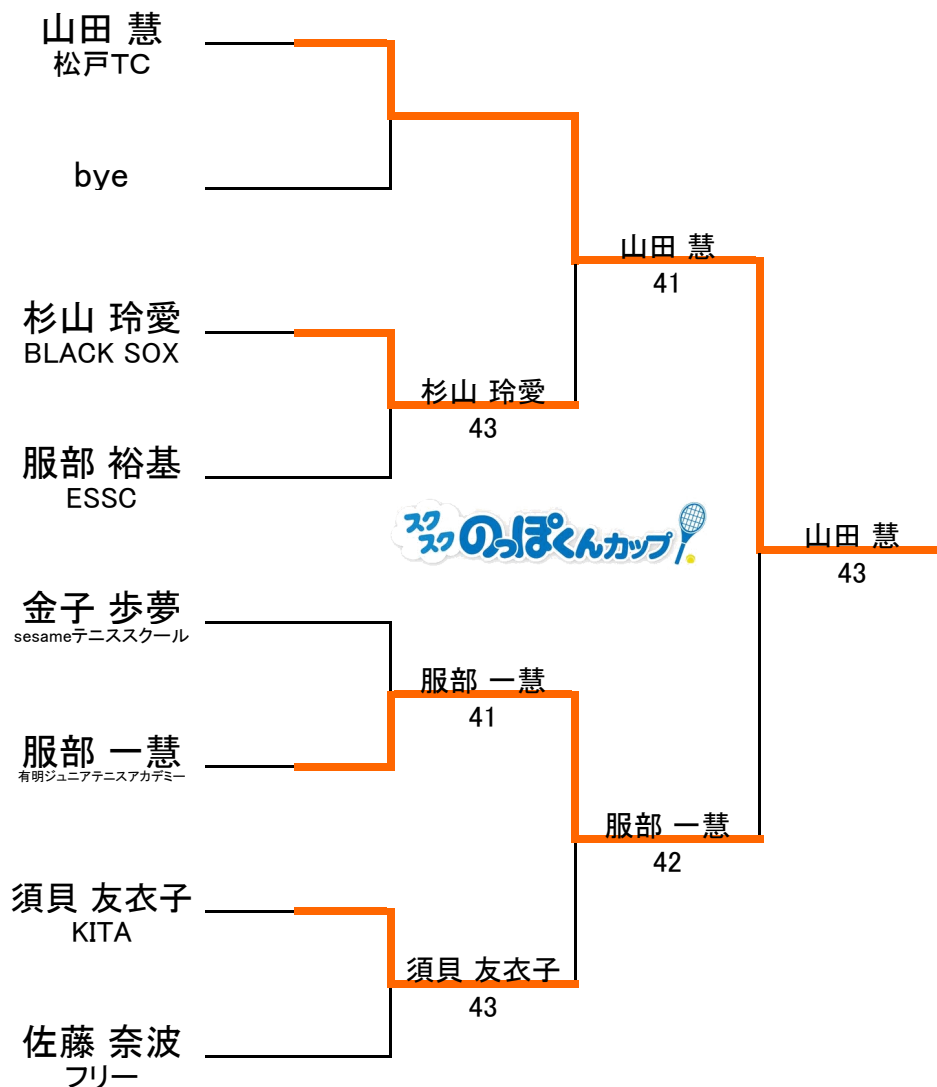 山田 慧
松戸TC
bye
杉山 玲愛
BLACK SOX
服部 裕基
ESSC
金子 歩夢
sesameテニススクール
服部 一慧
有明ジュニアテニスアカデミー
須貝 友衣子
KITA
佐藤 奈波
フリー
杉山 玲愛
43
服部 一慧
41
須貝 友衣子
43
山田 慧
41
服部 一慧
42
山田 慧
43
スクスク のっぽくんカップ